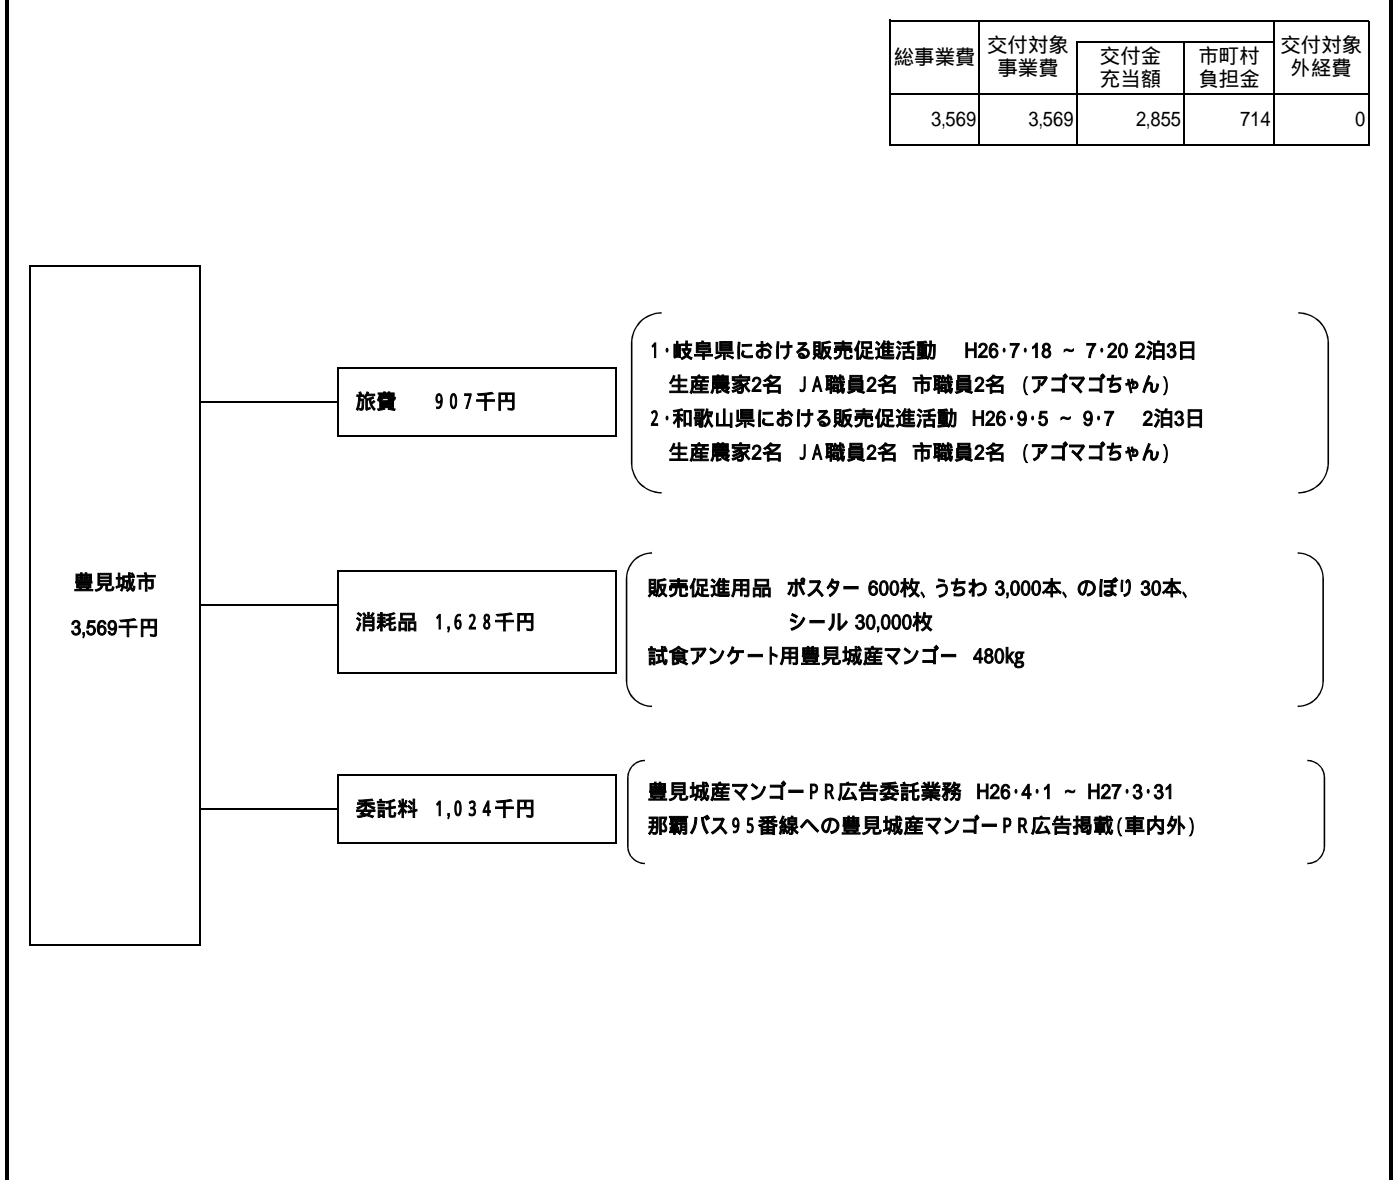 総事業費 交付対象事業費 交付金充当額 市町村負担金 交付対象外経費
3,569 3,569 2,855 714 0
1・岐阜県における販売促進活動 H26・7・18 ~ 7・20 2泊3日
生産農家2名 JA職員2名 市職員2名 (アゴマゴちゃん)
旅費 907千円
2・和歌山県における販売促進活動 H26・9・5 ~ 9・7 2泊3日
生産農家2名 JA職員2名 市職員2名 (アゴマゴちゃん)
豊見城市
3,569千円
消耗品 1,628千円
販売促進用品 ポスター 600枚、うちわ 3,000本、のぼり 30本、
シール 30,000枚
試食アンケート用豊見城産マンゴー 480kg
委託料 1,034千円
豊見城産マンゴーPR広告委託業務 H26・4・1 ~ H27・3・31
那覇バス95番線への豊見城産マンゴーPR広告掲載(車内外)